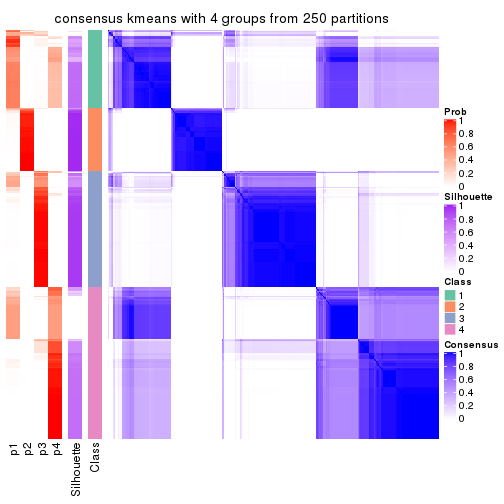 consensus kmeans with 4 groups from 250 partitions
Prob
1
0.8
0.6
0.4
0.2
0
Silhouette
1
0.8
0.6
0.4
0.2
0
Class
1
2
3
4
Consensus
1
0.8
0.6
0.4
0.2
0
p1
p2
p3
p4
Silhouette
Class